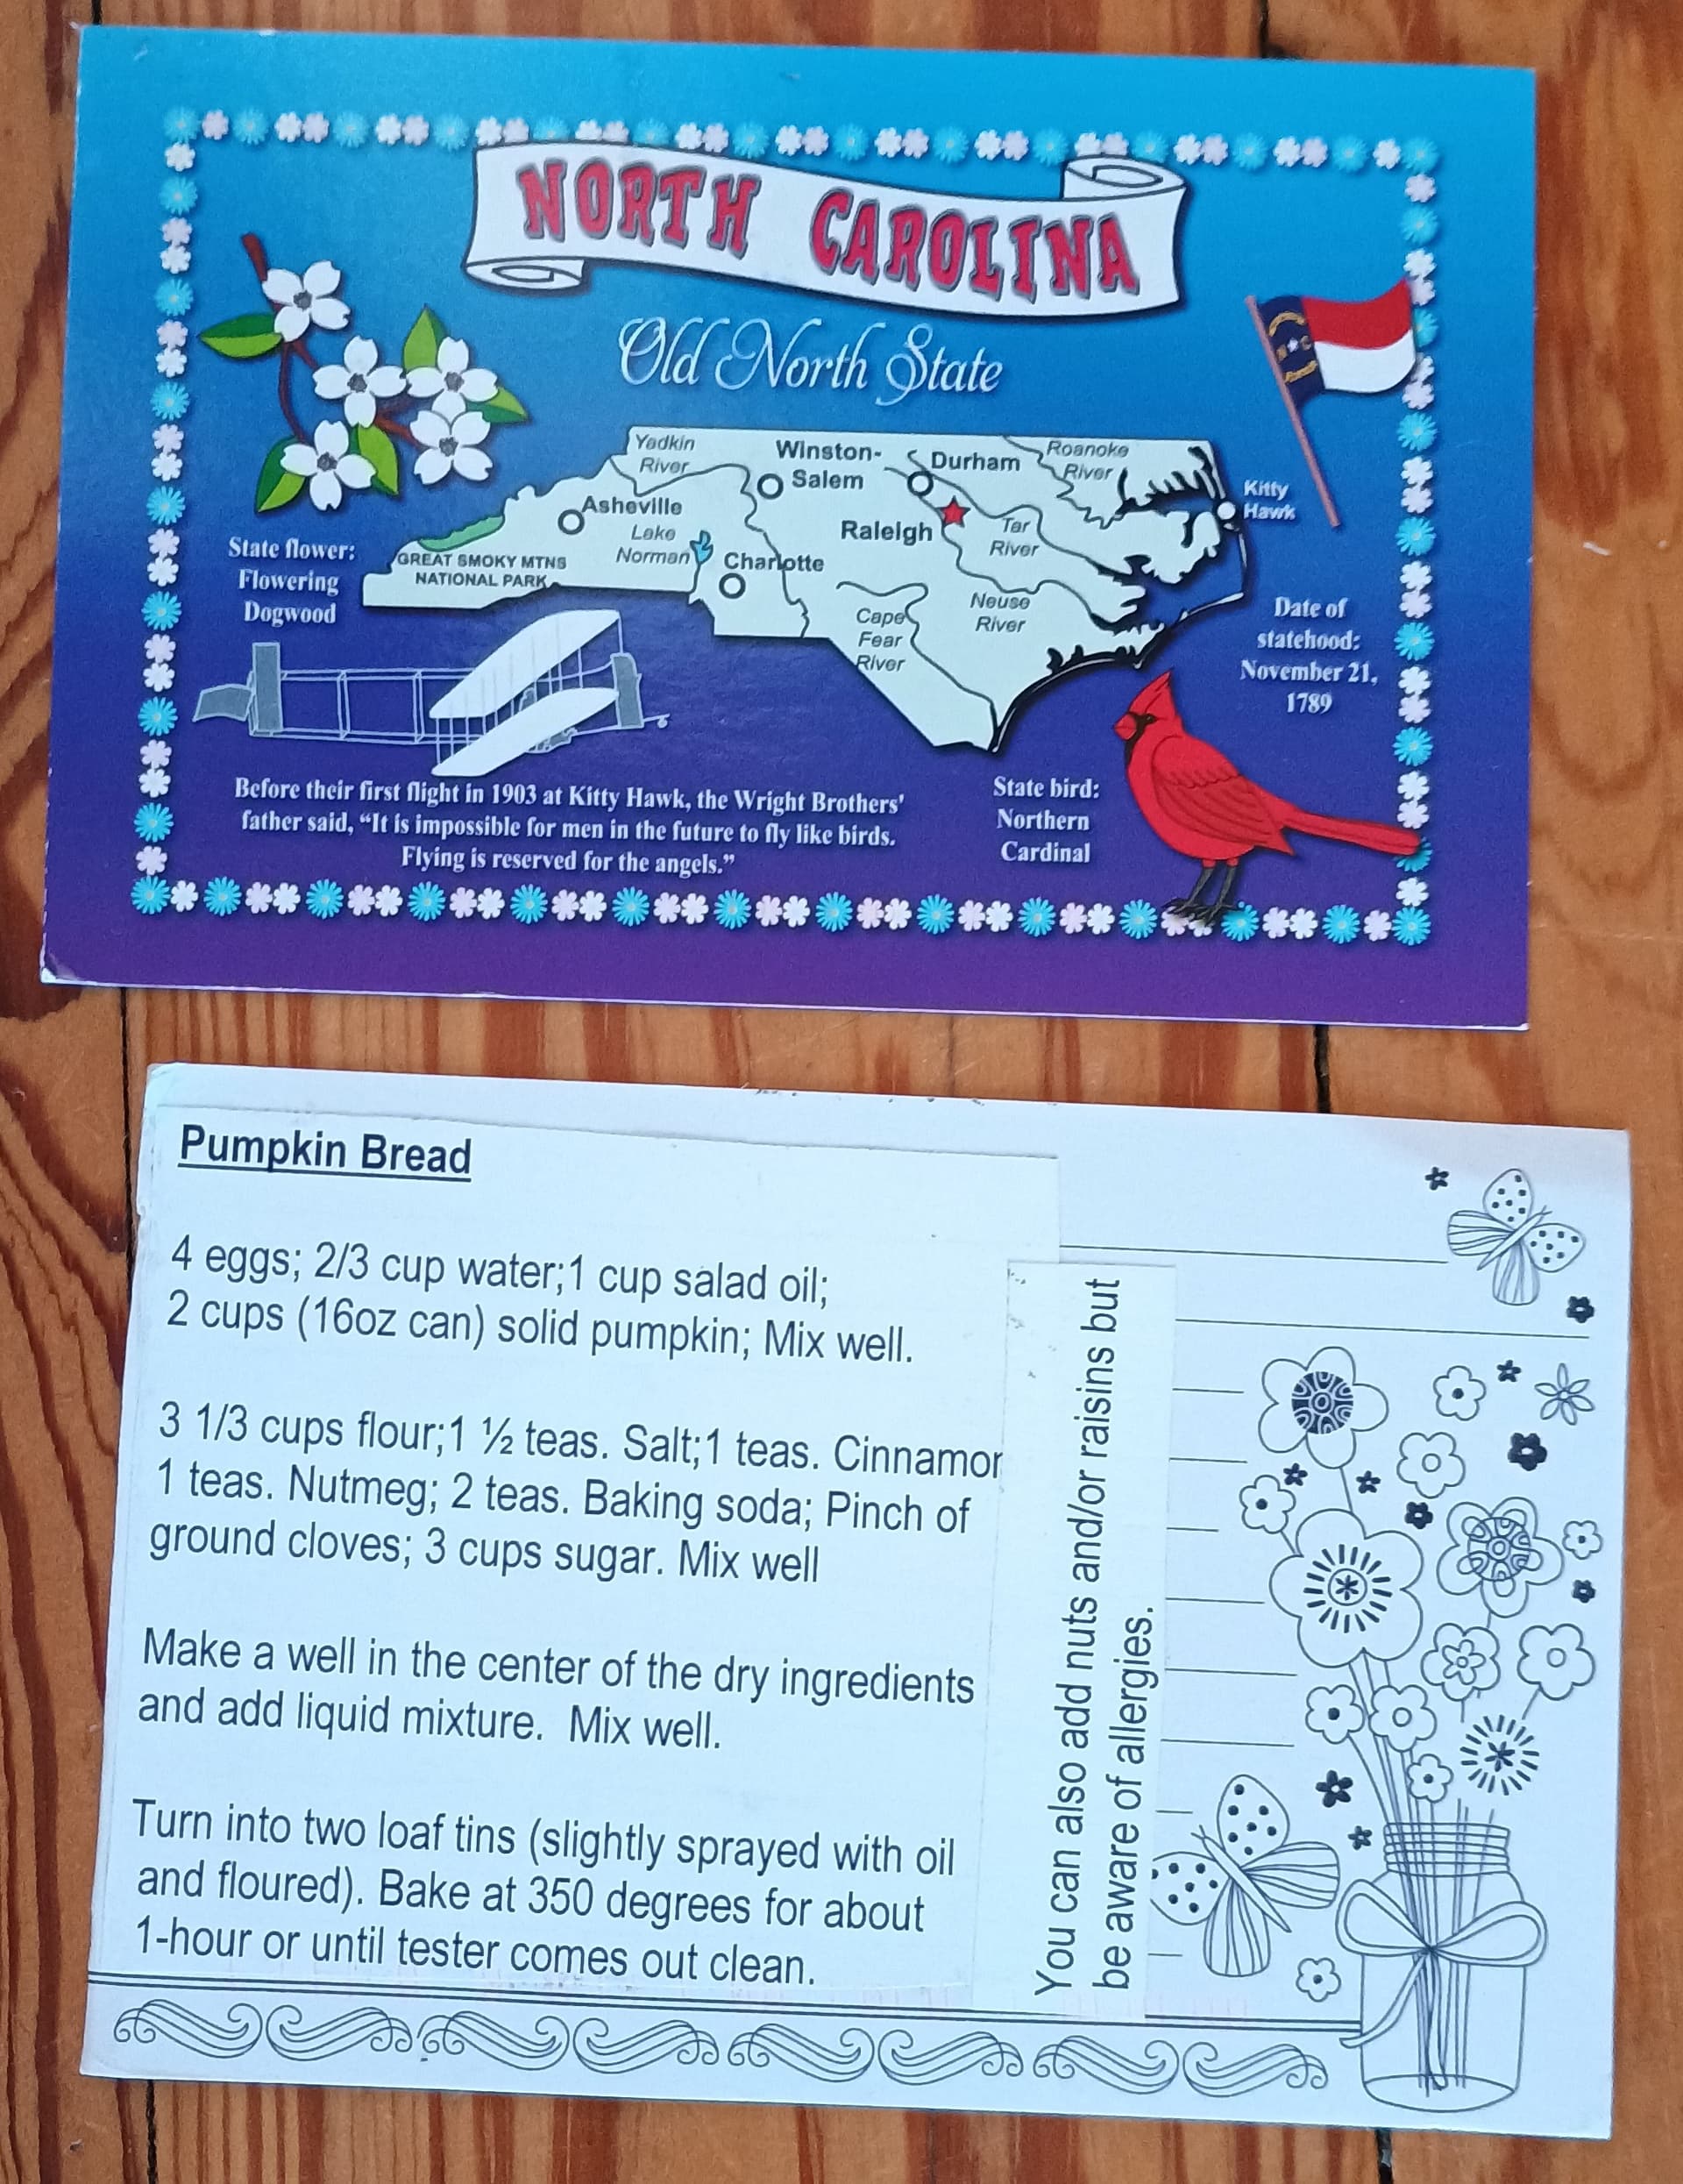 NORTH CAROLINA
Old North State
Yadkin
River
Winston-
Salem
Durham
Roanoke
River
Kitty
Hawk
Asheville
Lake
Norman
Raleigh
Tar
River
GREAT SMOKY MTNS
NATIONAL PARK
Charlotte
Cape
Fear
River
Neuse
River
State flower:
Flowering
Dogwood
Date of
statehood:
November 21,
1789
Before their first flight in 1903 at Kitty Hawk, the Wright Brothers'
father said, “It is impossible for men in the future to fly like birds.
Flying is reserved for the angels.”
State bird:
Northern
Cardinal
N C
Pumpkin Bread
4 eggs; 2/3 cup water;1 cup salad oil;
2 cups (16oz can) solid pumpkin; Mix well.
3 1/3 cups flour;1 ½ teas. Salt;1 teas. Cinnamon
1 teas. Nutmeg; 2 teas. Baking soda; Pinch of
ground cloves; 3 cups sugar. Mix well
Make a well in the center of the dry ingredients
and add liquid mixture.  Mix well.
Turn into two loaf tins (slightly sprayed with oil
and floured). Bake at 350 degrees for about
1-hour or until tester comes out clean.
You can also add nuts and/or raisins but
be aware of allergies.